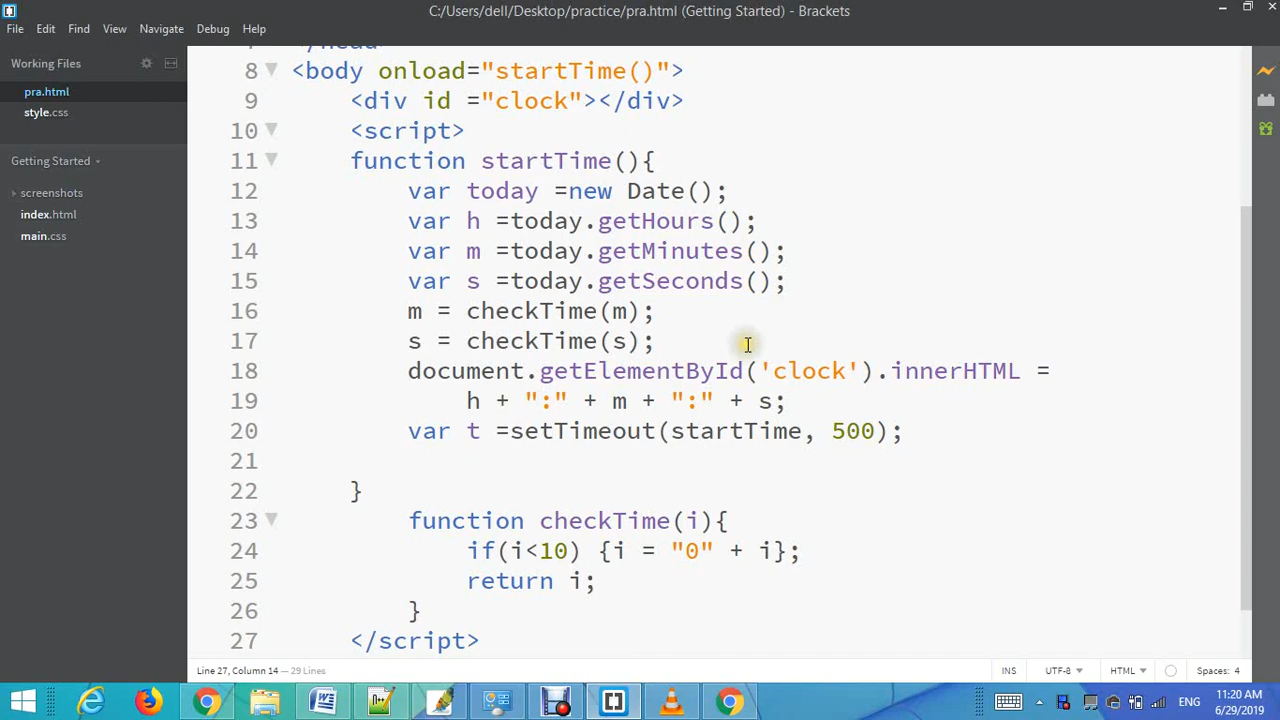 C:/Users/dell/Desktop/practice/pra.html (Getting Started) - Brackets
File Edit Find View Navigate Debug Help
Working Files
pra.html
style.css
Getting Started
screenshots
index.html
main.css
7 </head>
8 <body onload="startTime()">
9 <div id ="clock"></div>
10 <script>
11 function startTime(){
12 var today =new Date();
13 var h =today.getHours();
14 var m =today.getMinutes();
15 var s =today.getSeconds();
16 m = checkTime(m);
17 s = checkTime(s);
18 document.getElementById('clock').innerHTML =
19 h + ":" + m + ":" + s;
20 var t =setTimeout(startTime, 500);
21
22 }
23 function checkTime(i){
24 if(i<10) {i = "0" + i};
25 return i;
26 }
27 </script>
Line 27, Column 14 — 29 Lines
INS UTF-8 HTML Spaces: 4
ENG
11:20 AM
6/29/2019